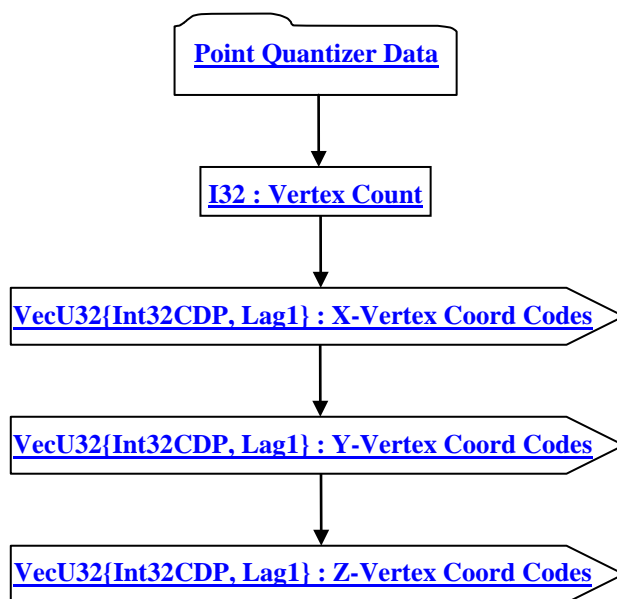 Point Quantizer Data
I32 : Vertex Count
VecU32{Int32CDP, Lag1} : X-Vertex Coord Codes
VecU32{Int32CDP, Lag1} : Y-Vertex Coord Codes
VecU32{Int32CDP, Lag1} : Z-Vertex Coord Codes